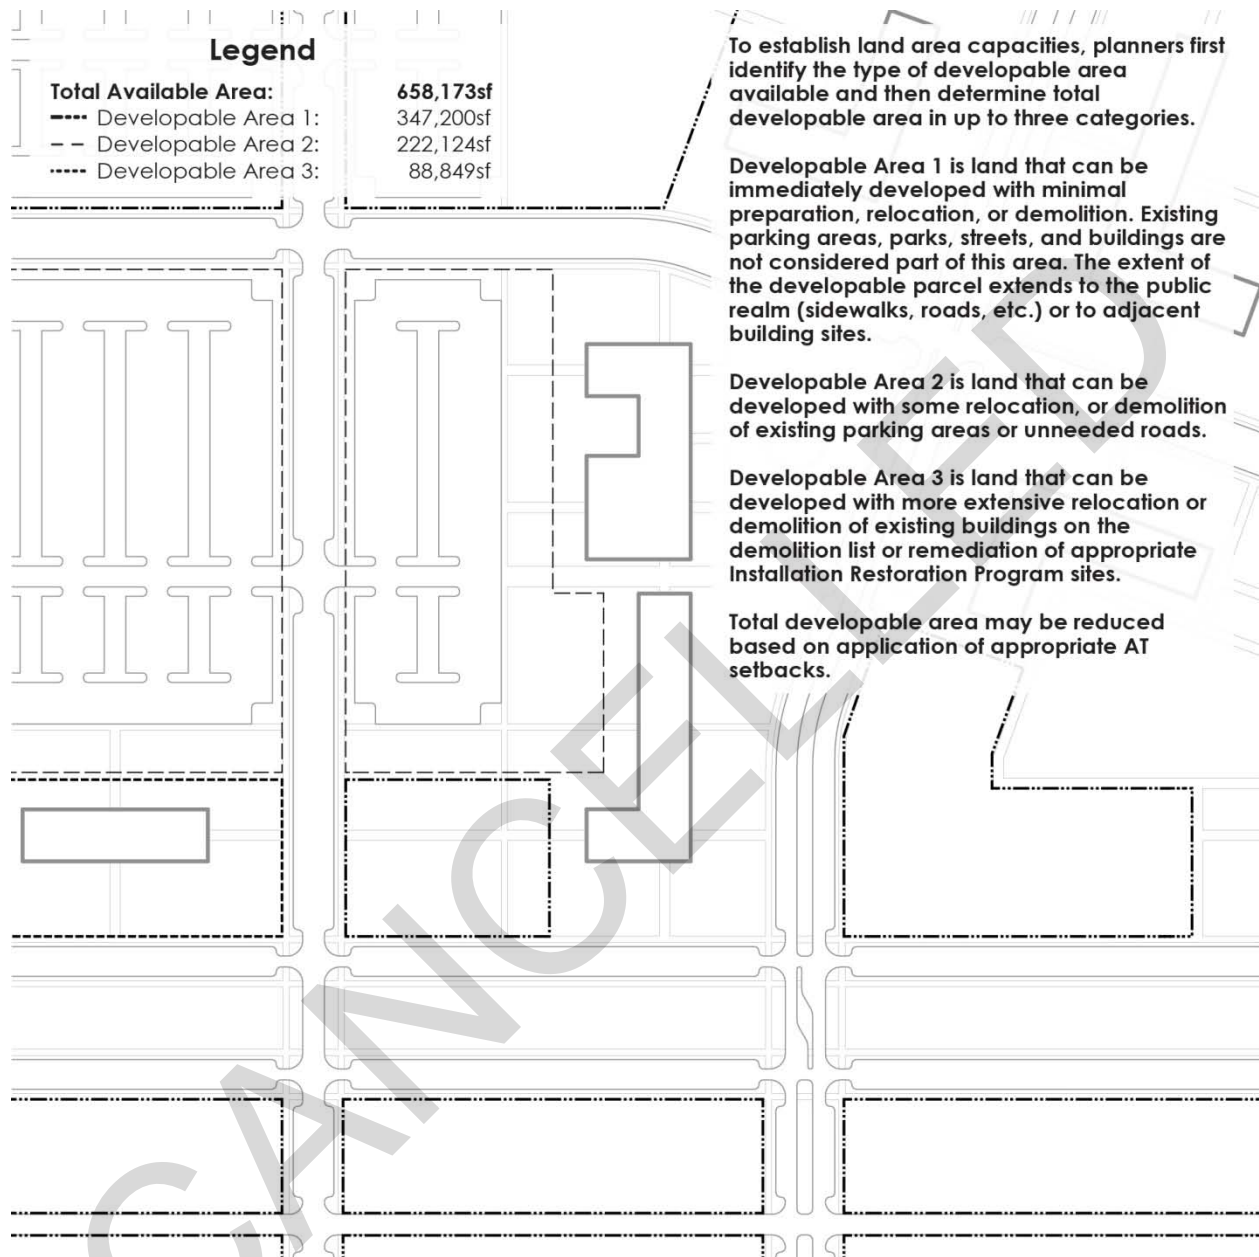 Legend
Total Available Area: 658,173sf
Developable Area 1: 347,200sf
Developable Area 2: 222,124sf
Developable Area 3: 88,849sf
To establish land area capacities, planners first
identify the type of developable area
available and then determine total
developable area in up to three categories.
Developable Area 1 is land that can be
immediately developed with minimal
preparation, relocation, or demolition. Existing
parking areas, parks, streets, and buildings are
not considered part of this area. The extent of
the developable parcel extends to the public
realm (sidewalks, roads, etc.) or to adjacent
building sites.
Developable Area 2 is land that can be
developed with some relocation, or demolition
of existing parking areas or unneeded roads.
Developable Area 3 is land that can be
developed with more extensive relocation or
demolition of existing buildings on the
demolition list or remediation of appropriate
Installation Restoration Program sites.
Total developable area may be reduced
based on application of appropriate AT
setbacks.
CANCELLED